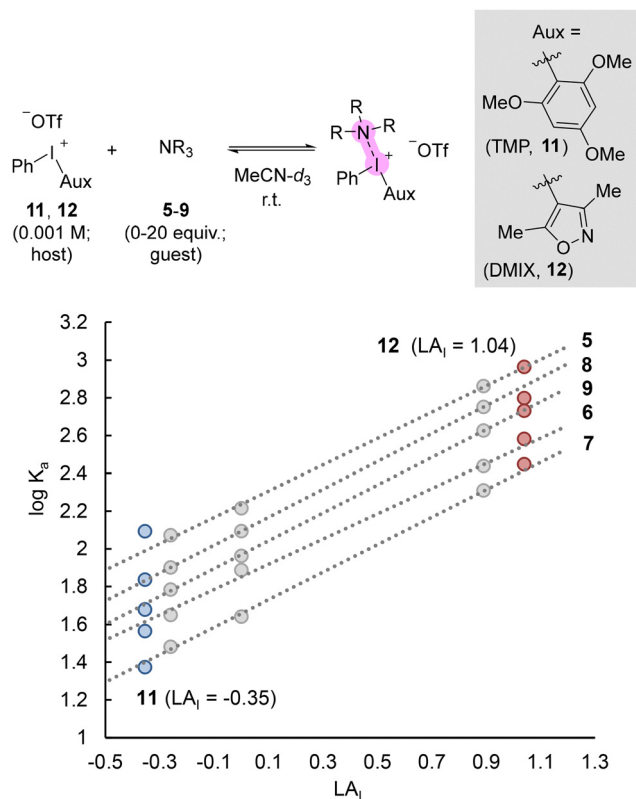 Aux =
OMe
MeO
OMe
(TMP, 11)
Me
Me
O
N
(DMIX, 12)
⁻OTf
I⁺
Ph
Aux
11, 12
(0.001 M;
host)
+
NR₃
5-9
(0-20 equiv.;
guest)
MeCN-d₃
r.t.
R
R
N
R
I⁺
Ph
Aux
⁻OTf
3.2
3
2.8
2.6
2.4
2.2
2
1.8
1.6
1.4
1.2
1
log Kₐ
12 (LA_I = 1.04)
5
8
9
6
7
11 (LA_I = -0.35)
-0.5 -0.3 -0.1 0.1 0.3 0.5 0.7 0.9 1.1 1.3
LA_I